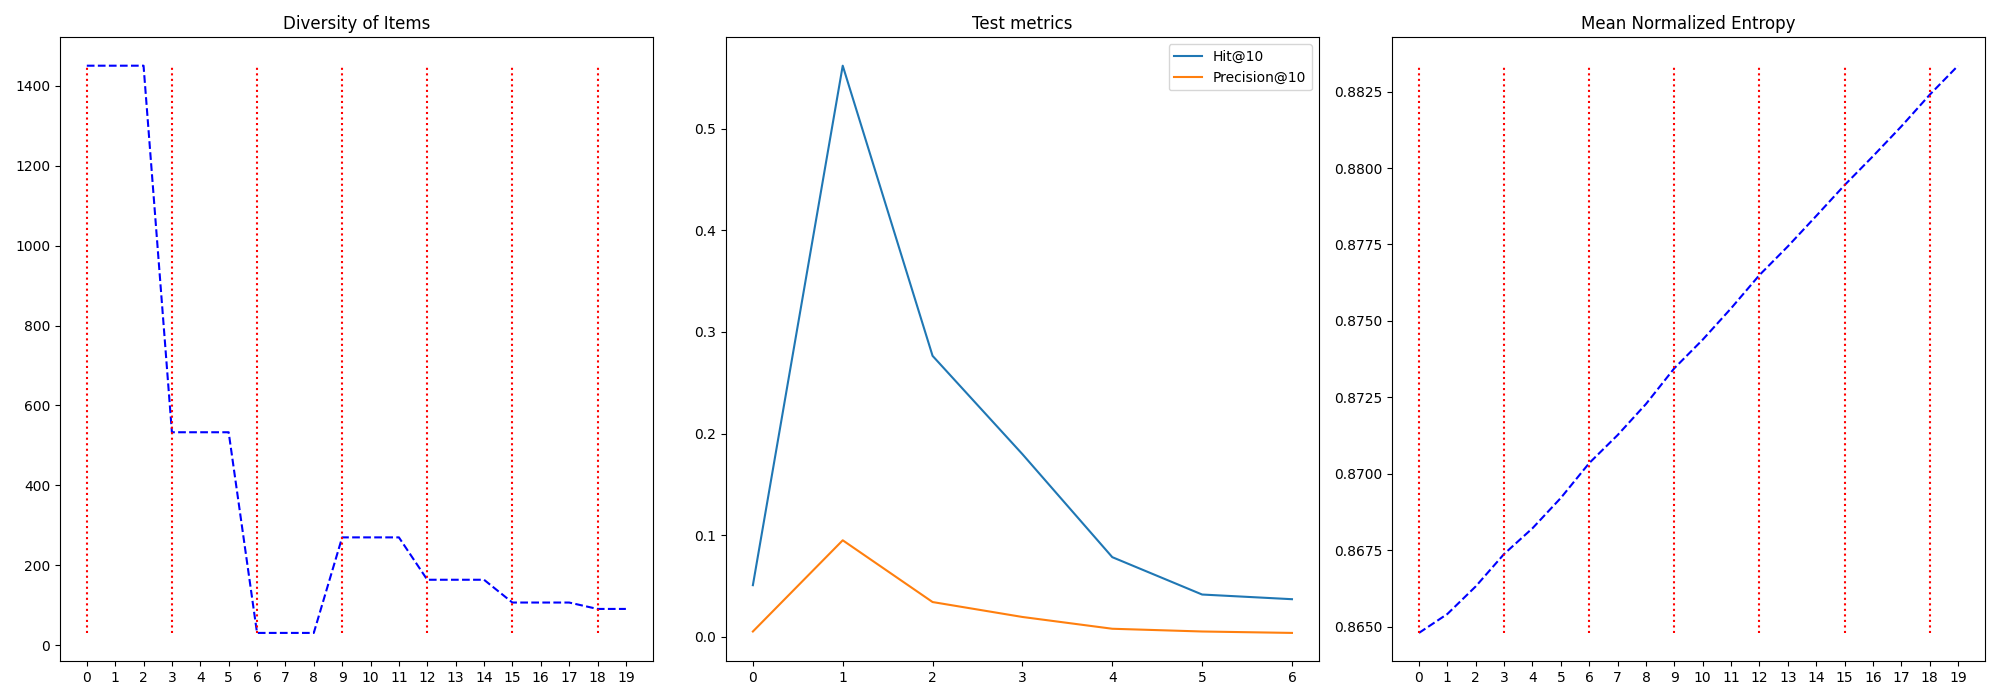 Diversity of Items
1400
1200
1000
800
600
400
200
0
0 1 2 3 4 5 6 7 8 9 10 11 12 13 14 15 16 17 18 19
Test metrics
Hit@10
Precision@10
0.5
0.4
0.3
0.2
0.1
0.0
0 1 2 3 4 5 6
Mean Normalized Entropy
0.8825
0.8800
0.8775
0.8750
0.8725
0.8700
0.8675
0.8650
0 1 2 3 4 5 6 7 8 9 10 11 12 13 14 15 16 17 18 19